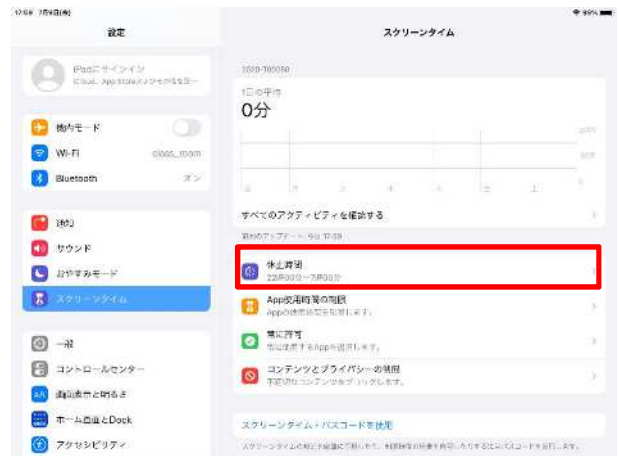 17:59 7月9日(木)
99%
設定
スクリーンタイム
iPadにサインイン
1日の平均
0分
機内モード
Wi-Fi class_room
Bluetooth オン
すべてのアクティビティを確認する
通知
サウンド
おやすみモード
スクリーンタイム
休止時間
22時00分~7時00分
App使用時間の制限
Appの使用時間を制限します。
常に許可
常に使用するAppを選択します。
コンテンツとプライバシーの制限
不適切なコンテンツをブロックします。
一般
コントロールセンター
画面表示と明るさ
ホーム画面とDock
アクセシビリティ
スクリーンタイム・パスコードを使用